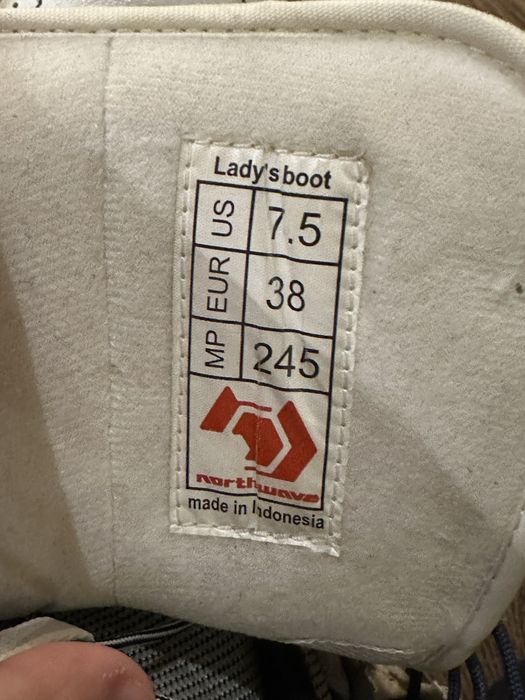 Lady's boot
US 7.5
EUR 38
MP 245
northwave
made in Indonesia